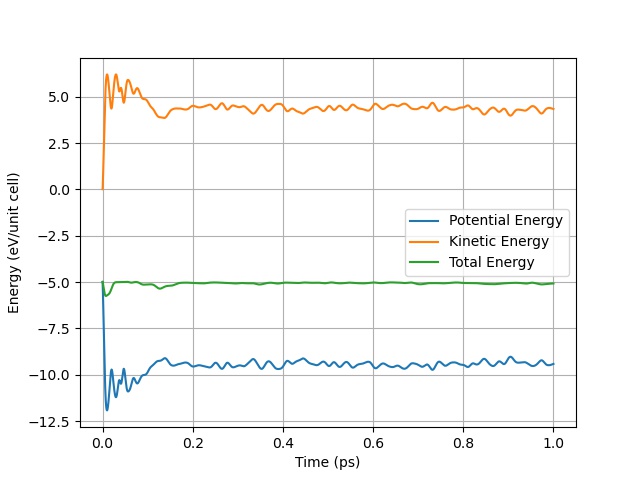 5.0
2.5
0.0
−2.5
−5.0
−7.5
−10.0
−12.5
Energy (eV/unit cell)
Potential Energy
Kinetic Energy
Total Energy
0.0 0.2 0.4 0.6 0.8 1.0
Time (ps)